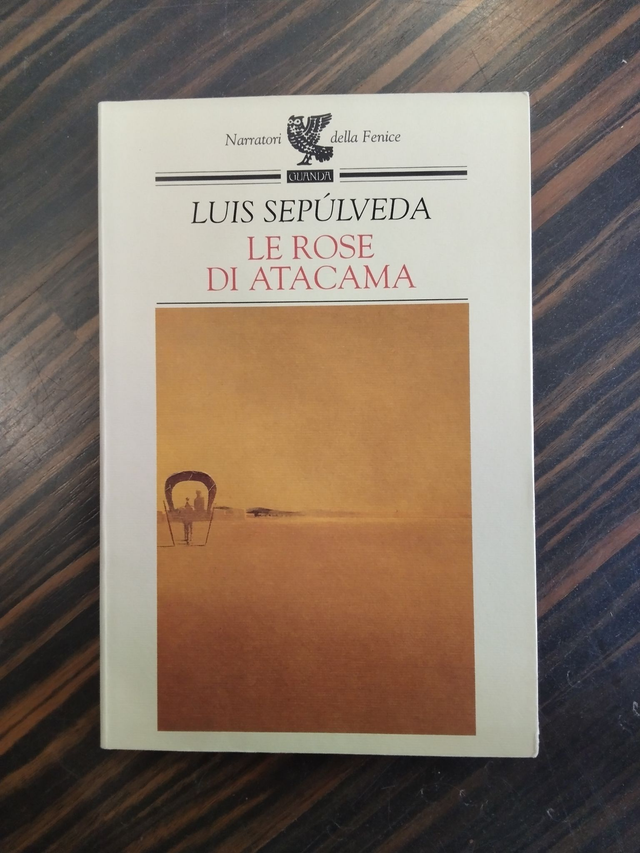 Narratori della Fenice
GUANDA
LUIS SEPÚLVEDA
LE ROSE
DI ATACAMA